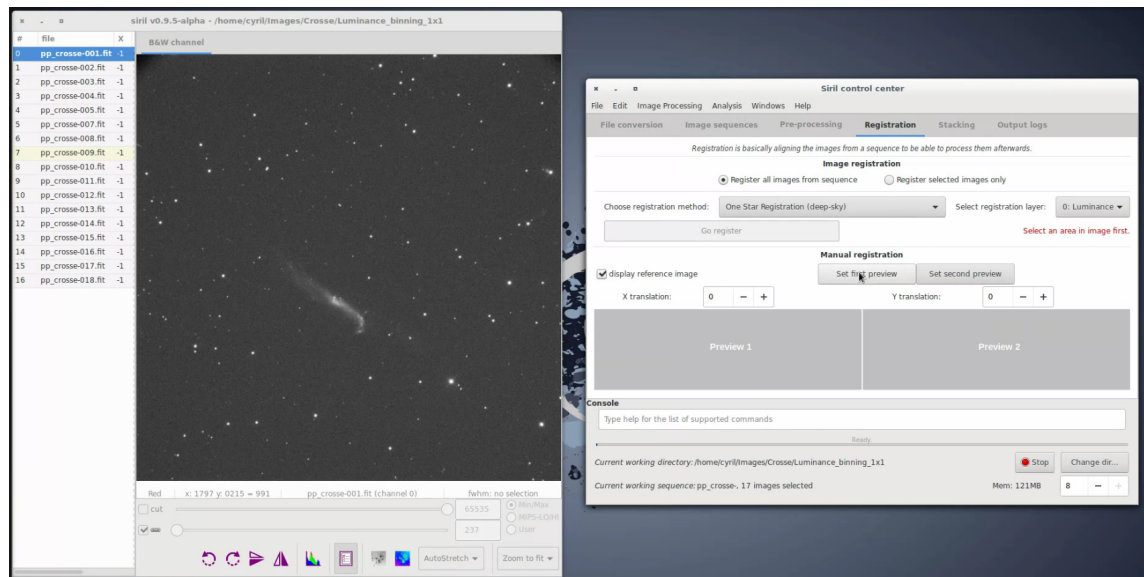 siril v0.9.5-alpha - /home/cyril/Images/Crosse/Luminance_binning_1x1
# file X
0 pp_crosse-001.fit -1
1 pp_crosse-002.fit -1
2 pp_crosse-003.fit -1
3 pp_crosse-004.fit -1
4 pp_crosse-005.fit -1
5 pp_crosse-007.fit -1
6 pp_crosse-008.fit -1
7 pp_crosse-009.fit -1
8 pp_crosse-010.fit -1
9 pp_crosse-011.fit -1
10 pp_crosse-012.fit -1
11 pp_crosse-013.fit -1
12 pp_crosse-014.fit -1
13 pp_crosse-015.fit -1
14 pp_crosse-016.fit -1
15 pp_crosse-017.fit -1
16 pp_crosse-018.fit -1
B&W channel
Red x: 1797 y: 0215 = 991 pp_crosse-001.fit (channel 0) fwhm: no selection
cut 65535 Min/Max
MIPS-LO/HI
237 User
AutoStretch Zoom to fit
Siril control center
File Edit Image Processing Analysis Windows Help
File conversion Image sequences Pre-processing Registration Stacking Output logs
Registration is basically aligning the images from a sequence to be able to process them afterwards.
Image registration
Register all images from sequence Register selected images only
Choose registration method: One Star Registration (deep-sky) Select registration layer: 0: Luminance
Go register Select an area in image first.
Manual registration
display reference image Set first preview Set second preview
X translation: 0 − + Y translation: 0 − +
Preview 1 Preview 2
Console
Type help for the list of supported commands
Ready.
Current working directory: /home/cyril/Images/Crosse/Luminance_binning_1x1 Stop Change dir...
Current working sequence: pp_crosse-, 17 images selected Mem: 121MB 8 − +